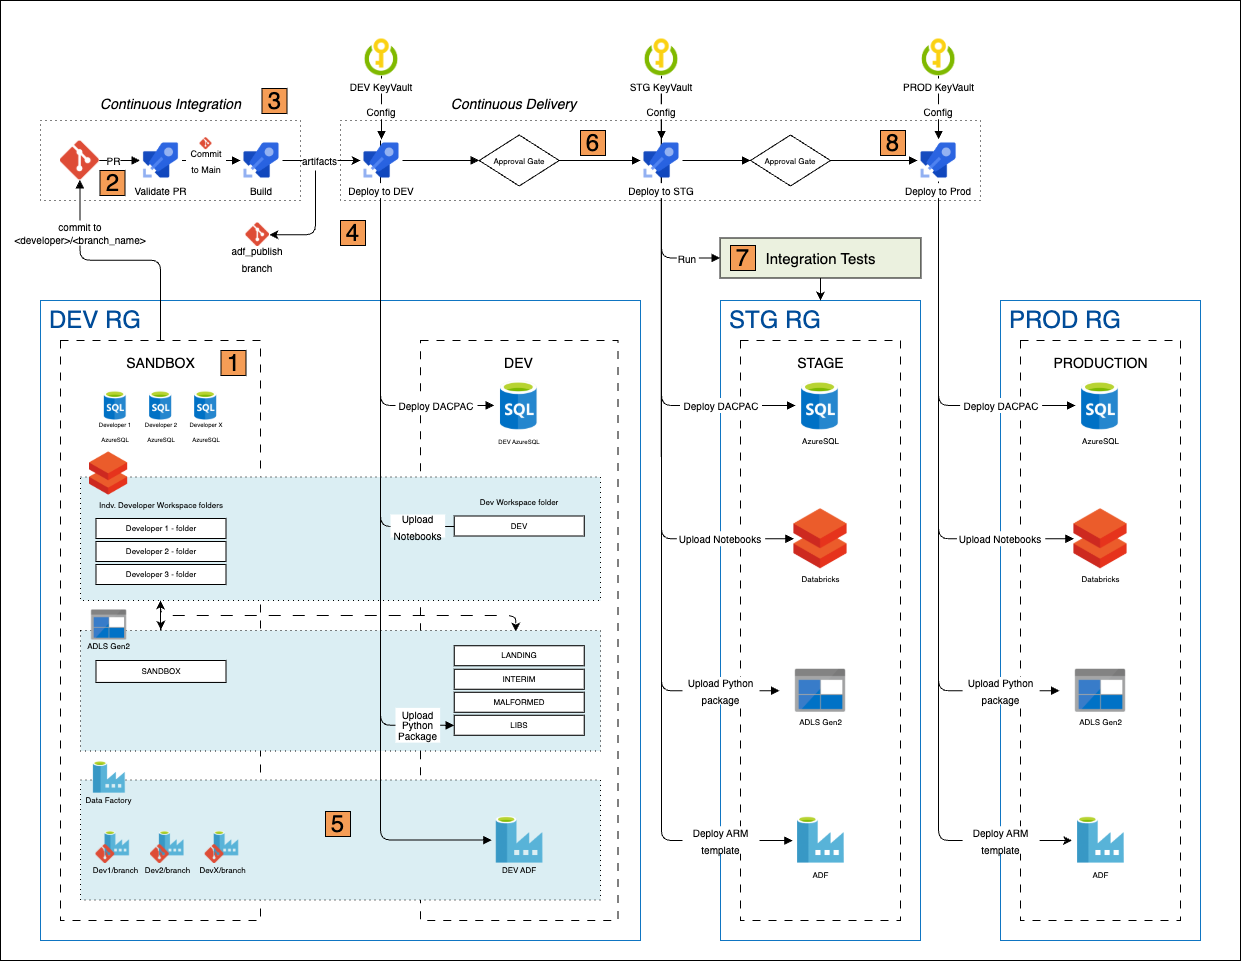 DEV KeyVault
Config
STG KeyVault
Config
PROD KeyVault
Config
Continuous Integration
3
Continuous Delivery
PR
2
Validate PR
Commit
to Main
Build
artifacts
Deploy to DEV
Approval Gate
6
Deploy to STG
Approval Gate
8
Deploy to Prod
commit to
<developer>/<branch_name>
adf_publish
branch
4
Run
7
Integration Tests
DEV RG
SANDBOX
1
SQL
SQL
SQL
Developer 1
Developer 2
Developer X
AzureSQL
AzureSQL
AzureSQL
DEV
Deploy DACPAC
SQL
DEV AzureSQL
Indv. Developer Workspace folders
Developer 1 - folder
Developer 2 - folder
Developer 3 - folder
Dev Workspace folder
Upload
Notebooks
DEV
ADLS Gen2
SANDBOX
LANDING
INTERIM
MALFORMED
LIBS
Upload
Python
Package
Data Factory
Dev1/branch
Dev2/branch
DevX/branch
5
DEV ADF
STG RG
STAGE
Deploy DACPAC
SQL
AzureSQL
Upload Notebooks
Databricks
Upload Python
package
ADLS Gen2
Deploy ARM
template
ADF
PROD RG
PRODUCTION
Deploy DACPAC
SQL
AzureSQL
Upload Notebooks
Databricks
Upload Python
package
ADLS Gen2
Deploy ARM
template
ADF